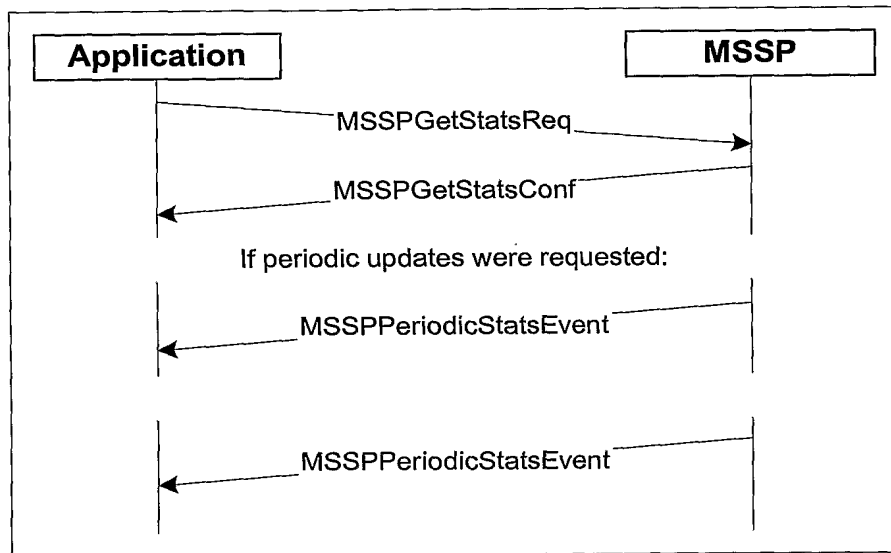 Application
MSSP
MSSPGetStatsReq
MSSPGetStatsConf
If periodic updates were requested:
MSSPPeriodicStatsEvent
MSSPPeriodicStatsEvent